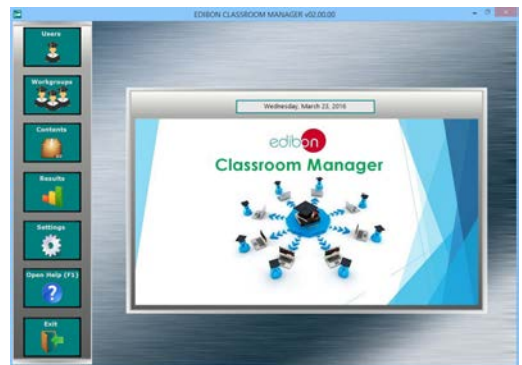 EDIBON CLASSROOM MANAGER v02.00.00
Users
Workgroups
Contents
Results
Settings
Open Help (F1)
Exit
Wednesday, March 23, 2016
edibon
Classroom Manager